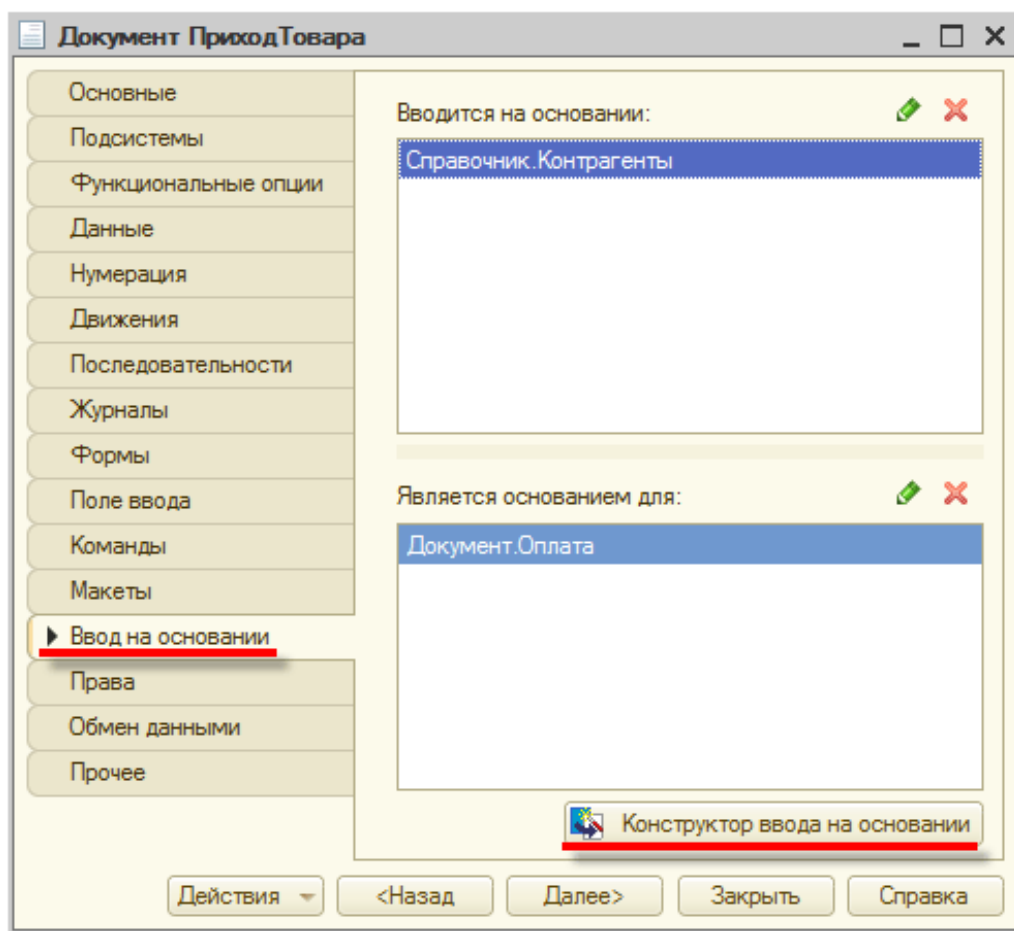 Документ ПриходТовара
Основные
Подсистемы
Функциональные опции
Данные
Нумерация
Движения
Последовательности
Журналы
Формы
Поле ввода
Команды
Макеты
Ввод на основании
Права
Обмен данными
Прочее
Вводится на основании:
Справочник.Контрагенты
Является основанием для:
Документ.Оплата
Конструктор ввода на основании
Действия
<Назад
Далее>
Закрыть
Справка